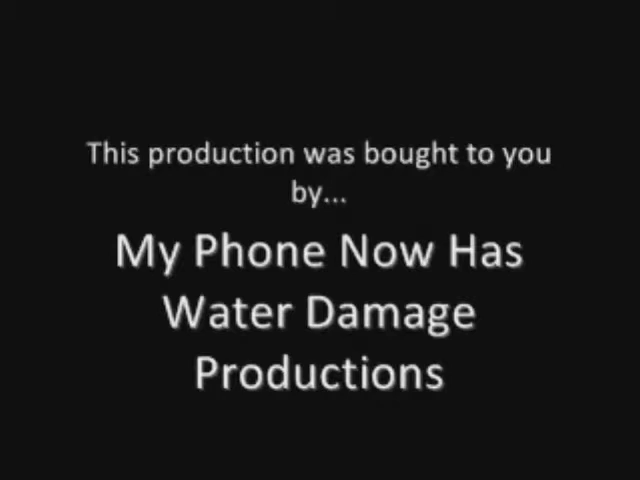 This production was bought to you
by...
My Phone Now Has
Water Damage
Productions